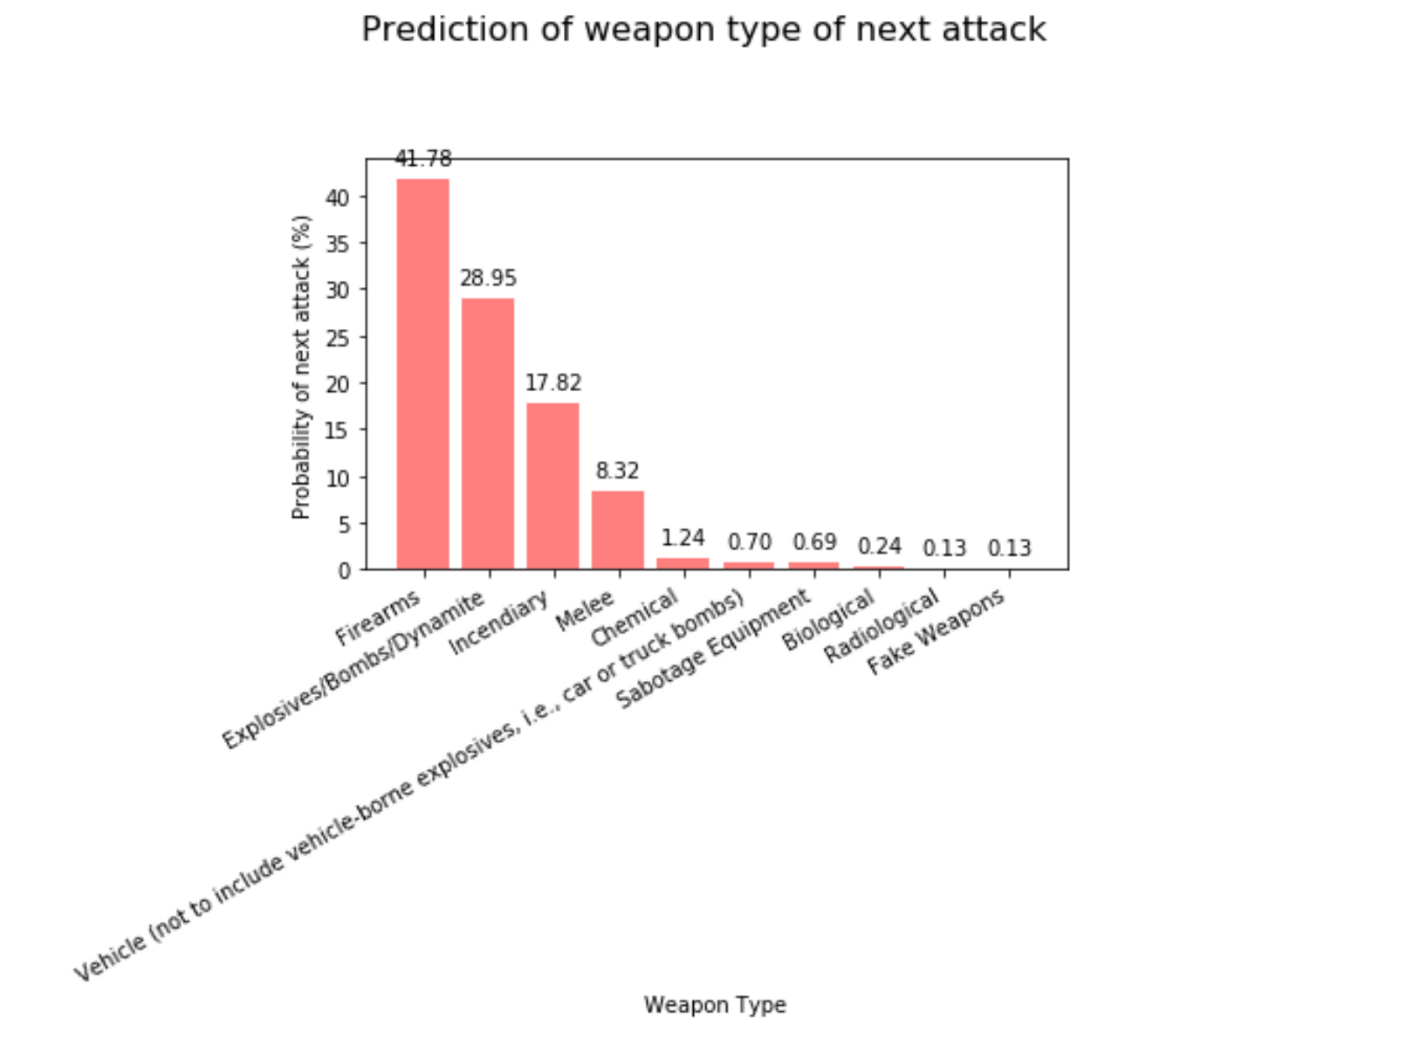 Prediction of weapon type of next attack
Probability of next attack (%)
40
35
30
25
20
15
10
5
0
41.78
28.95
17.82
8.32
1.24
0.70
0.69
0.24
0.13
0.13
Firearms
Explosives/Bombs/Dynamite
Incendiary
Melee
Chemical
Vehicle (not to include vehicle-borne explosives, i.e., car or truck bombs)
Sabotage Equipment
Biological
Radiological
Fake Weapons
Weapon Type